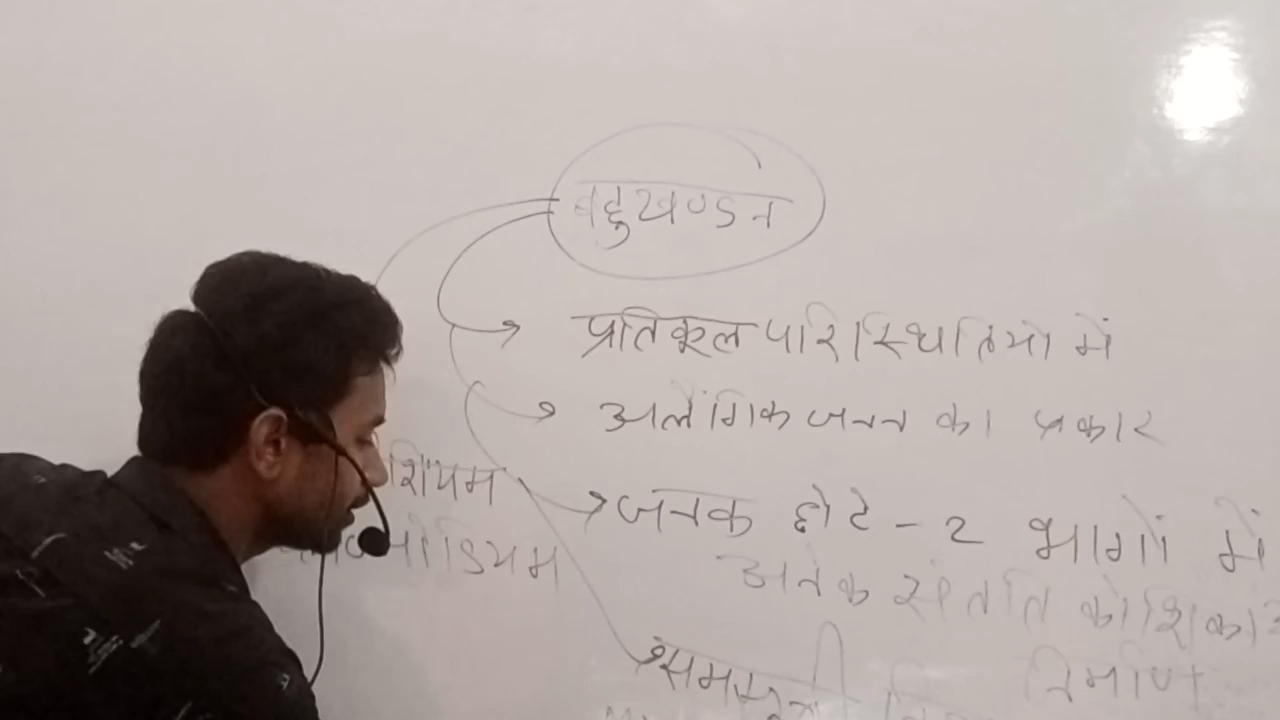 बहुखण्डन
प्रतिकूल परिस्थितियों में
अलैंगिक जनन का प्रकार
शियम
जनक छोटे - 2 भागों में
मोडियम
अनेक संतति कोशिका
निर्माण
समसूत्री